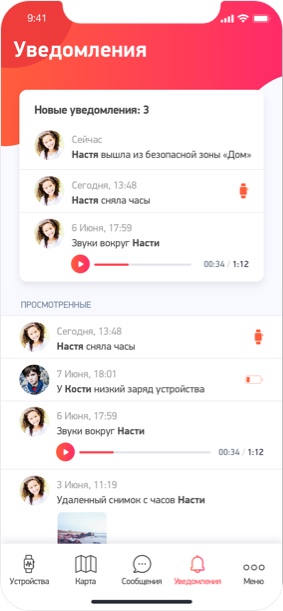 9:41
Уведомления
Новые уведомления: 3
Сейчас
Настя вышла из безопасной зоны «Дом»
Сегодня, 13:48
Настя сняла часы
6 Июня, 17:59
Звуки вокруг Насти
00:34 / 1:12
ПРОСМОТРЕННЫЕ
Сегодня, 13:48
Настя сняла часы
7 Июня, 18:01
У Кости низкий заряд устройства
6 Июня, 17:59
Звуки вокруг Насти
00:34 / 1:12
3 Июня, 11:19
Удаленный снимок с часов Насти
Устройства Карта Сообщения Уведомления Меню